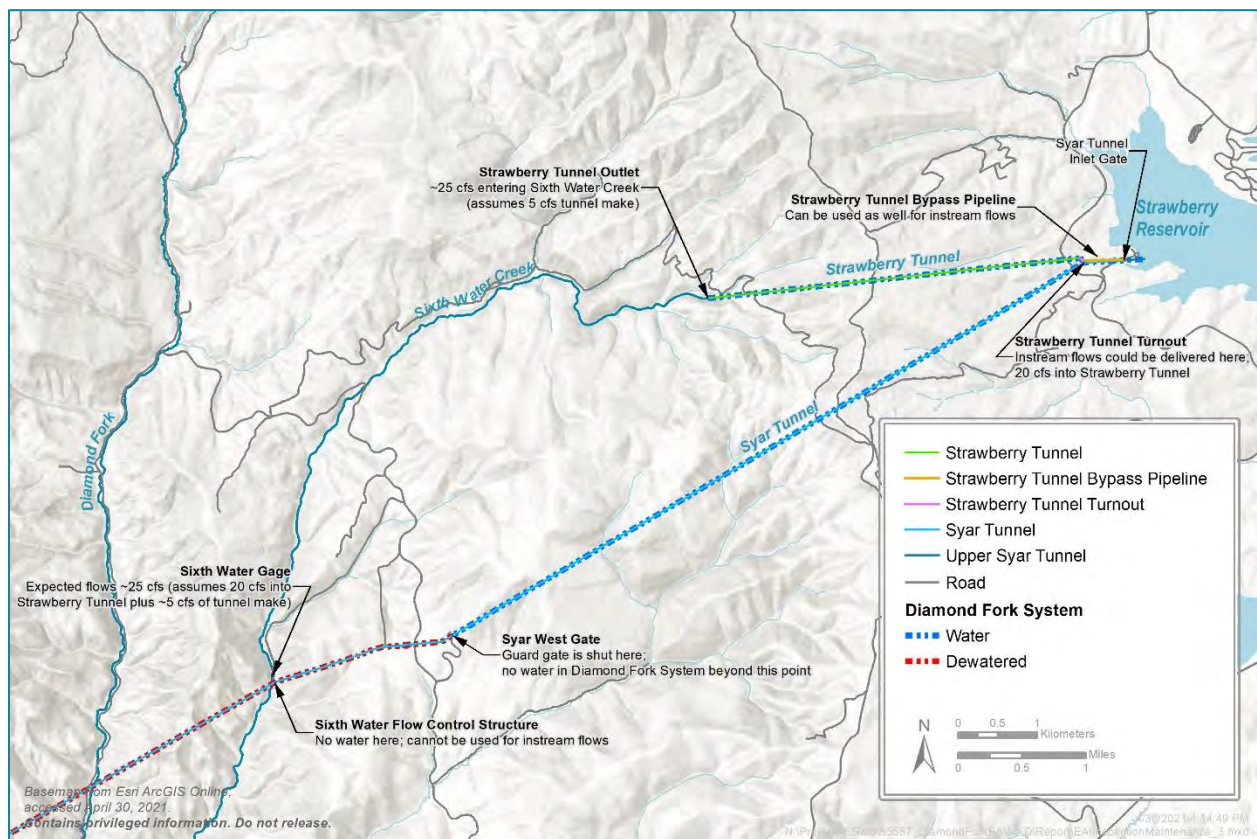 Strawberry Tunnel Outlet
~25 cfs entering Sixth Water Creek
(assumes 5 cfs tunnel make)
Syar Tunnel
Inlet Gate
Strawberry Tunnel Bypass Pipeline
Can be used as well for instream flows
Strawberry
Reservoir
Strawberry Tunnel
Sixth Water Creek
Strawberry Tunnel Turnout
Instream flows could be delivered here;
20 cfs into Strawberry Tunnel
Diamond Fork
Syar Tunnel
Sixth Water Gage
Expected flows ~25 cfs (assumes 20 cfs into
Strawberry Tunnel plus ~5 cfs of tunnel make)
Syar West Gate
Guard gate is shut here;
no water in Diamond Fork System beyond this point
Sixth Water Flow Control Structure
No water here; cannot be used for instream flows
Strawberry Tunnel
Strawberry Tunnel Bypass Pipeline
Strawberry Tunnel Turnout
Syar Tunnel
Upper Syar Tunnel
Road
Diamond Fork System
Water
Dewatered
N
0 0.5 1
Kilometers
Miles
0 0.5 1
Basemap from Esri ArcGIS Online,
accessed April 30, 2021.
Contains privileged information. Do not release.